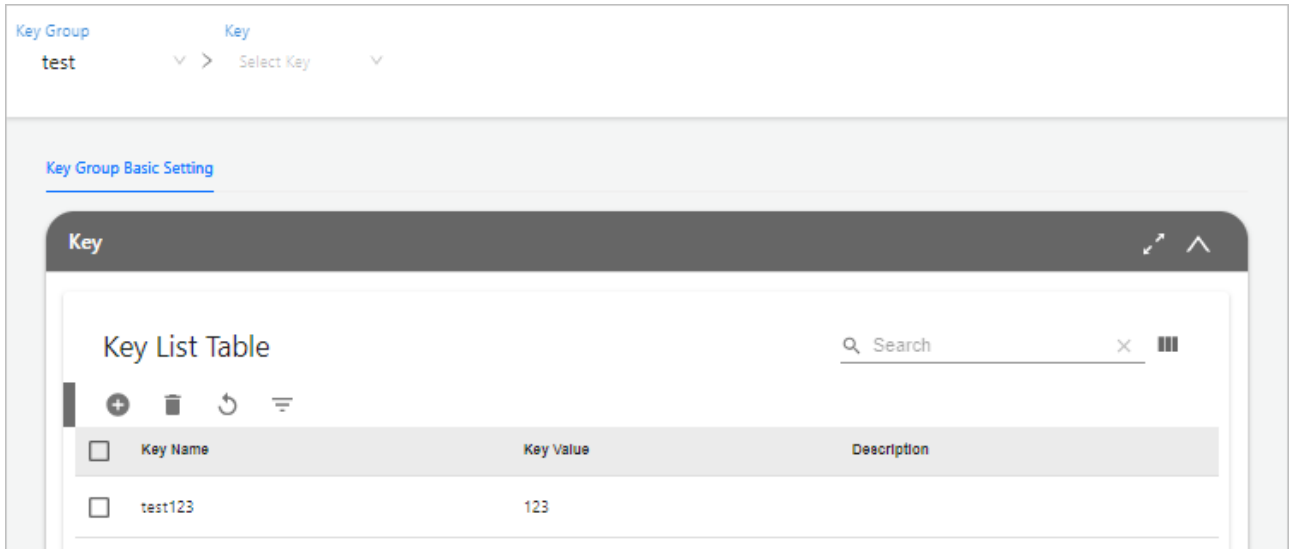 Key Group Key
test > Select Key
Key Group Basic Setting
Key
Key List Table
Search
Key Name Key Value Description
test123 123